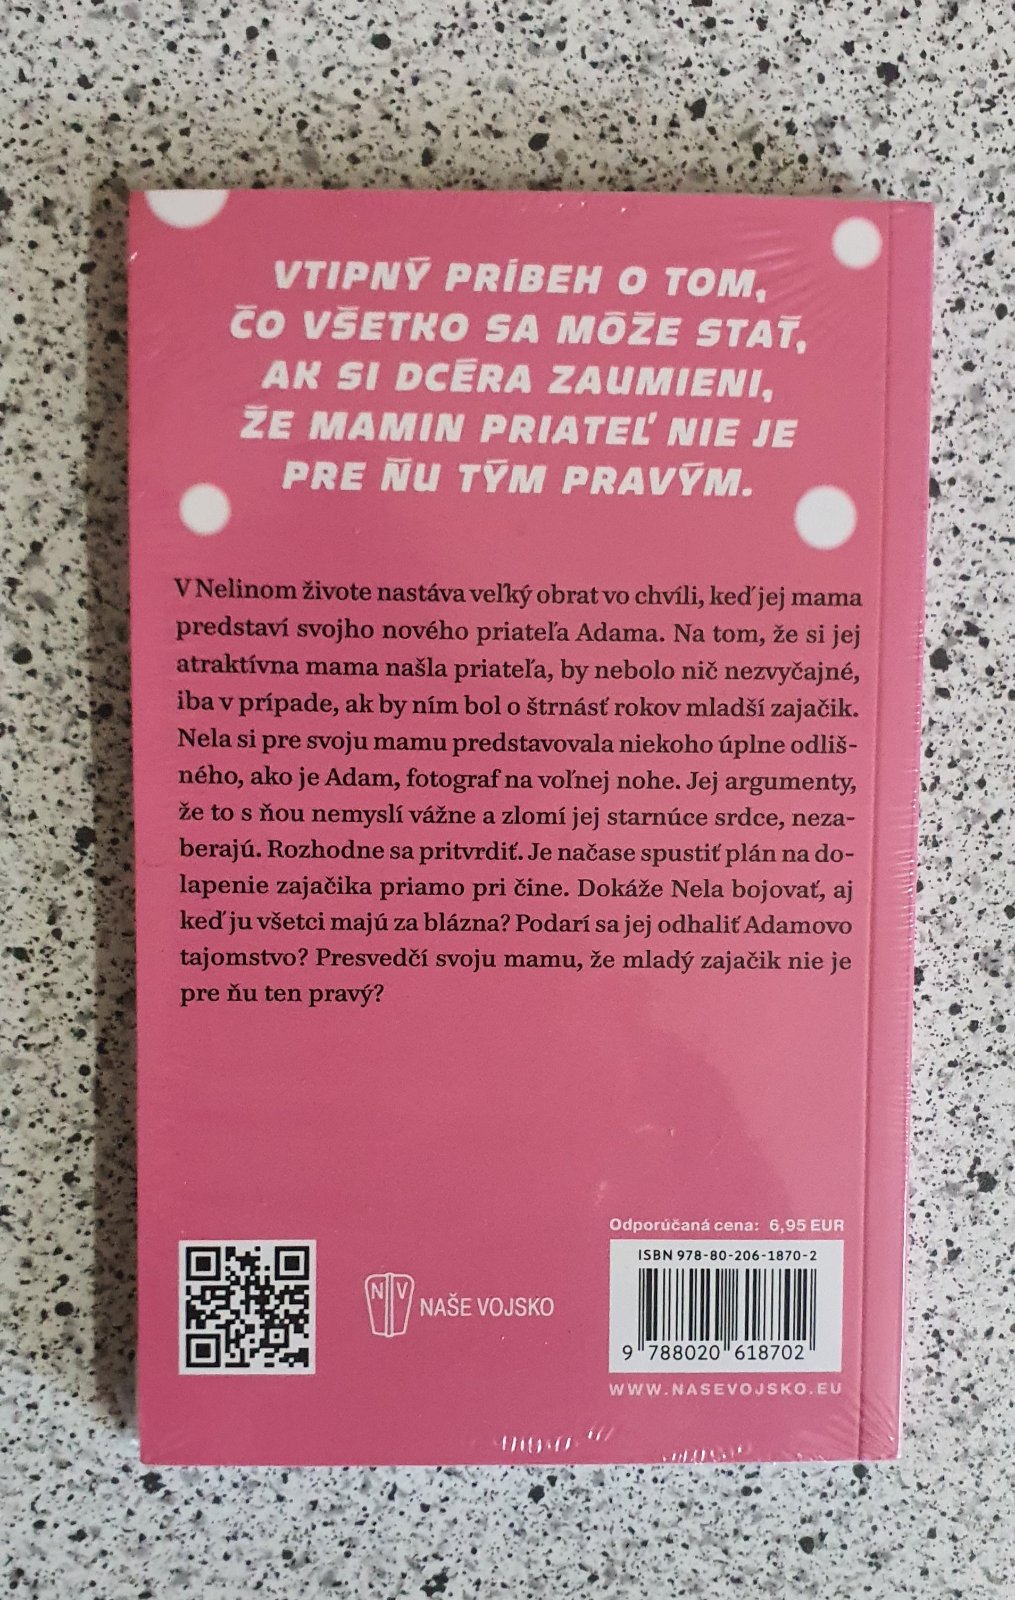 VTIPNÝ PRÍBEH O TOM,
ČO VŠETKO SA MÔŽE STAŤ,
AK SI DCÉRA ZAUMIENI,
ŽE MAMIN PRIATEĽ NIE JE
PRE ŇU TÝM PRAVÝM.
V Nelinom živote nastáva veľký obrat vo chvíli, keď jej mama
predstaví svojho nového priateľa Adama. Na tom, že si jej
atraktívna mama našla priateľa, by nebolo nič nezvyčajné,
iba v prípade, ak by ním bol o štrnásť rokov mladší zajačik.
Nela si pre svoju mamu predstavovala niekoho úplne odliš-
ného, ako je Adam, fotograf na voľnej nohe. Jej argumenty,
že to s ňou nemyslí vážne a zlomí jej starnúce srdce, neza-
berajú. Rozhodne sa pritvrdiť. Je načase spustiť plán na do-
lapenie zajačika priamo pri čine. Dokáže Nela bojovať, aj
keď ju všetci majú za blázna? Podarí sa jej odhaliť Adamovo
tajomstvo? Presvedčí svoju mamu, že mladý zajačik nie je
pre ňu ten pravý?
Odporúčaná cena: 6,95 EUR
ISBN 978-80-206-1870-2
NV NAŠE VOJSKO
9 788020 618702
WWW.NASEVOJSKO.EU